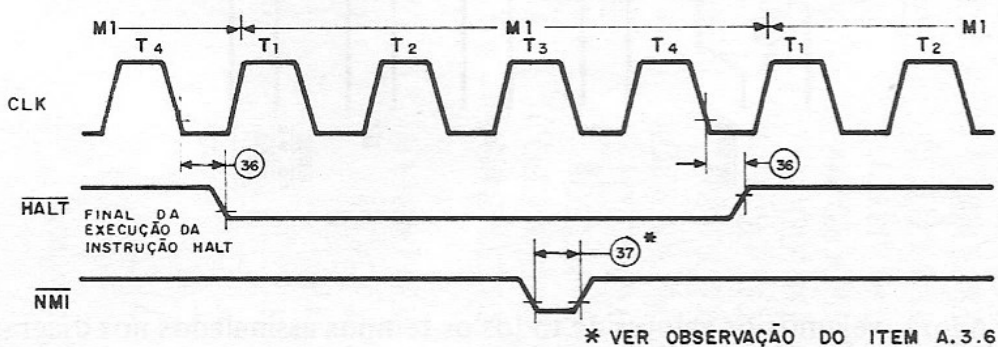 M1 M1 M1
T4 T1 T2 T3 T4 T1 T2
CLK
36 36
HALT
FINAL DA
EXECUÇÃO DA
INSTRUÇÃO HALT
37 *
NMI
* VER OBSERVAÇÃO DO ITEM A.3.6